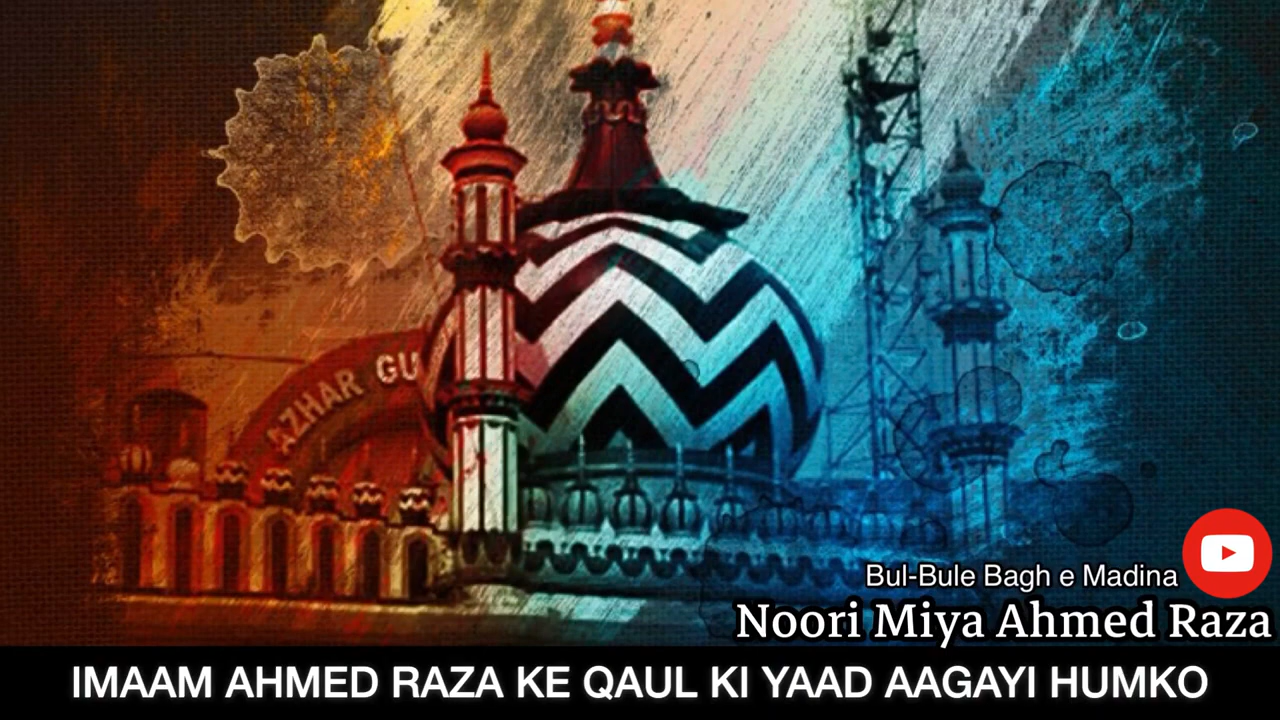 AZHAR GU
Bul-Bule Bagh e Madina
Noori Miya Ahmed Raza
IMAAM AHMED RAZA KE QAUL KI YAAD AAGAYI HUMKO